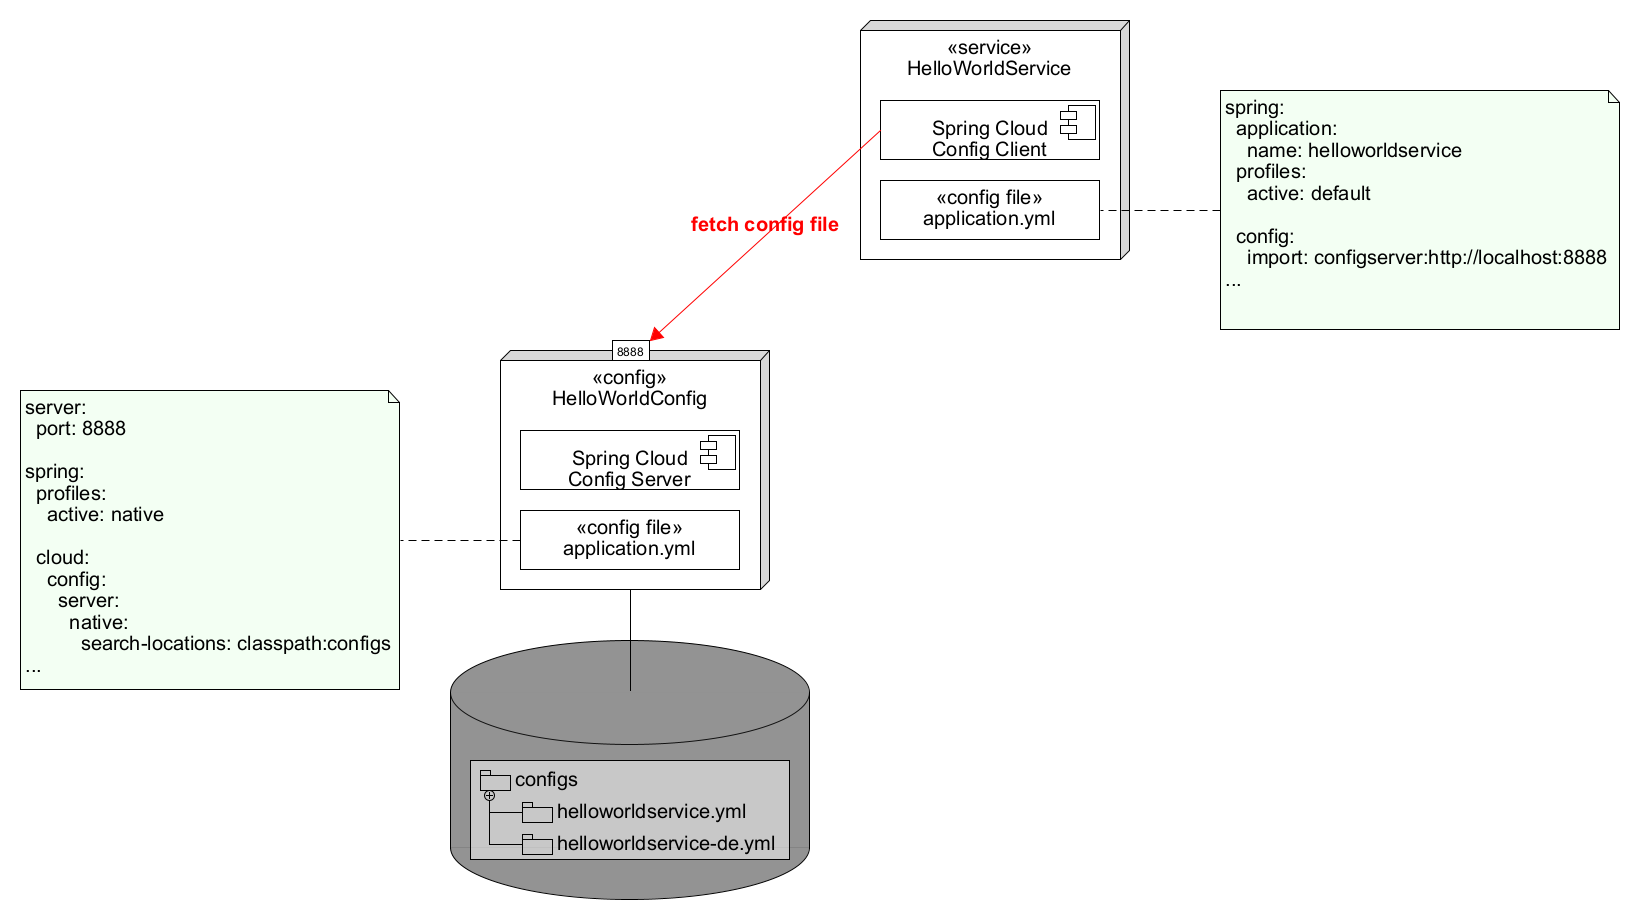 «service»
HelloWorldService
Spring Cloud
Config Client
«config file»
application.yml
spring:
  application:
    name: helloworldservice
  profiles:
    active: default

  config:
    import: configserver:http://localhost:8888
...
fetch config file
8888
«config»
HelloWorldConfig
Spring Cloud
Config Server
«config file»
application.yml
server:
  port: 8888

spring:
  profiles:
    active: native

  cloud:
    config:
      server:
        native:
          search-locations: classpath:configs
...
configs
helloworldservice.yml
helloworldservice-de.yml